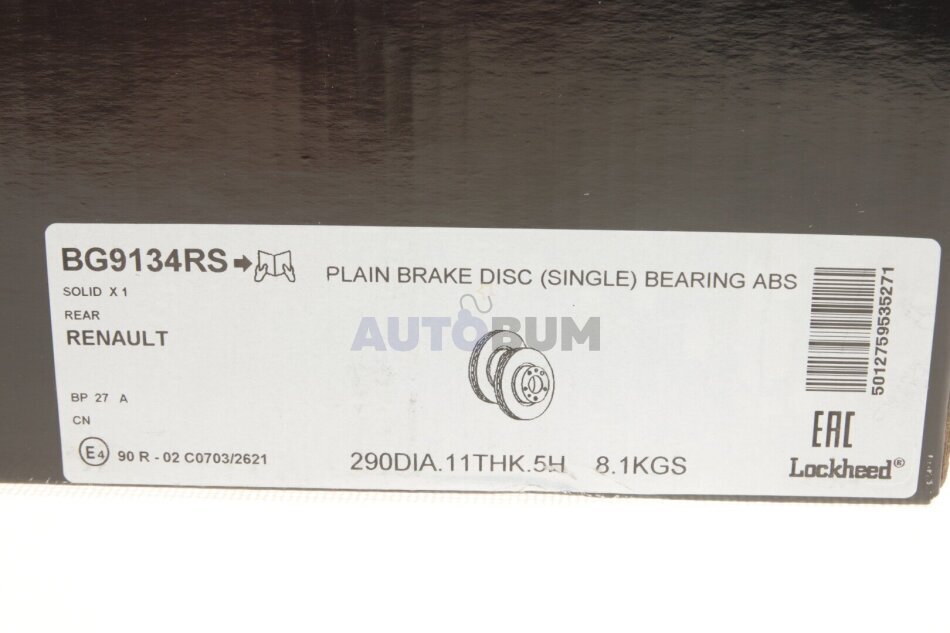 BG9134RS
SOLID X 1
REAR
RENAULT
PLAIN BRAKE DISC (SINGLE) BEARING ABS
AUTOBUM
BP 27 A
CN
E4 90 R - 02 C0703/2621
290DIA.11THK.5H 8.1KGS
5012759535271
EAC
Lockheed®